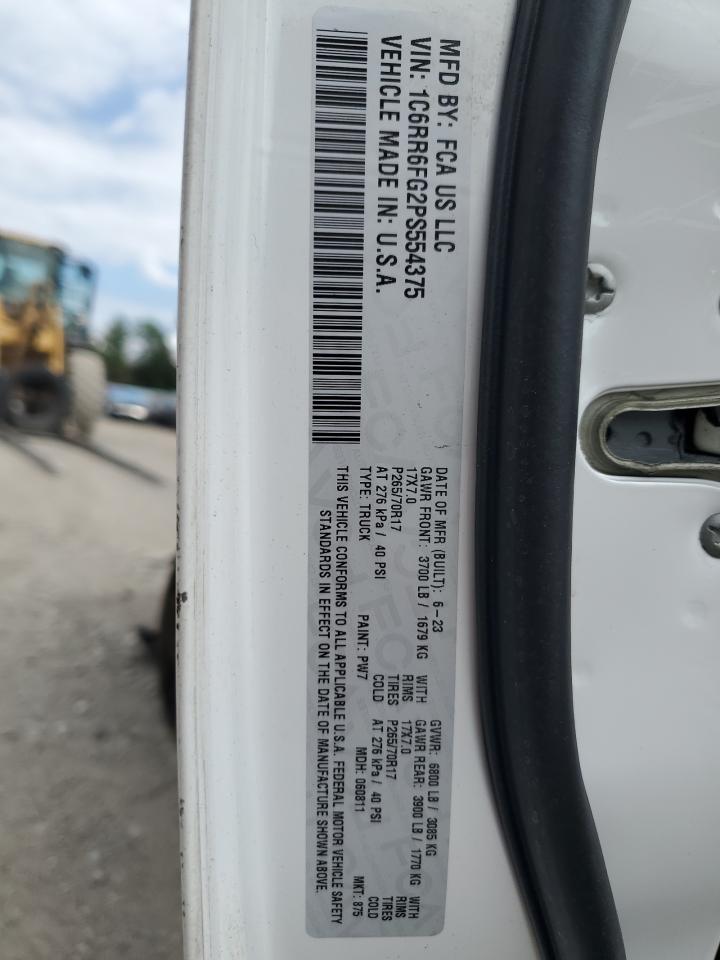 MFD BY: FCA US LLC
VIN: 1C6RR6FG2PS554375
VEHICLE MADE IN: U.S.A.
DATE OF MFR (BUILT): 6-23 GVWR: 6800 LB / 3085 KG
GAWR FRONT: 3700 LB / 1679 KG WITH GAWR REAR: 3900 LB / 1770 KG WITH
17X7.0 RIMS 17X7.0 RIMS
P265/70R17 TIRES P265/70R17 TIRES
AT 276 kPa / 40 PSI COLD AT 276 kPa / 40 PSI COLD
TYPE: TRUCK PAINT: PW7 MDH: 060811 MKT: 875
THIS VEHICLE CONFORMS TO ALL APPLICABLE U.S.A. FEDERAL MOTOR VEHICLE SAFETY
STANDARDS IN EFFECT ON THE DATE OF MANUFACTURE SHOWN ABOVE.